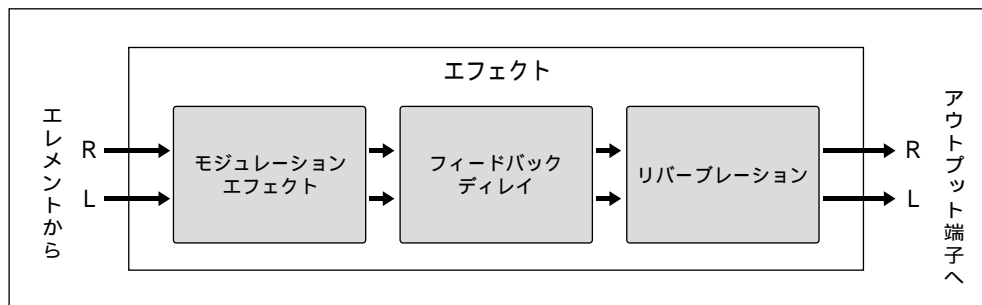 エフェクト
エレメントから
R
L
モジュレーション
エフェクト
フィードバック
ディレイ
リバーブレーション
R
L
アウトプット端子へ